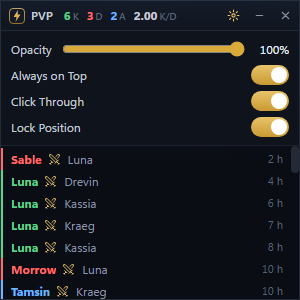 PVP 6 K 3 D 2 A 2.00 K/D
Opacity 100%
Always on Top
Click Through
Lock Position
Sable Luna 2 h
Luna Drevin 4 h
Luna Kassia 6 h
Luna Kraeg 7 h
Luna Kassia 8 h
Morrow Luna 10 h
Tamsin Kraeg 10 h